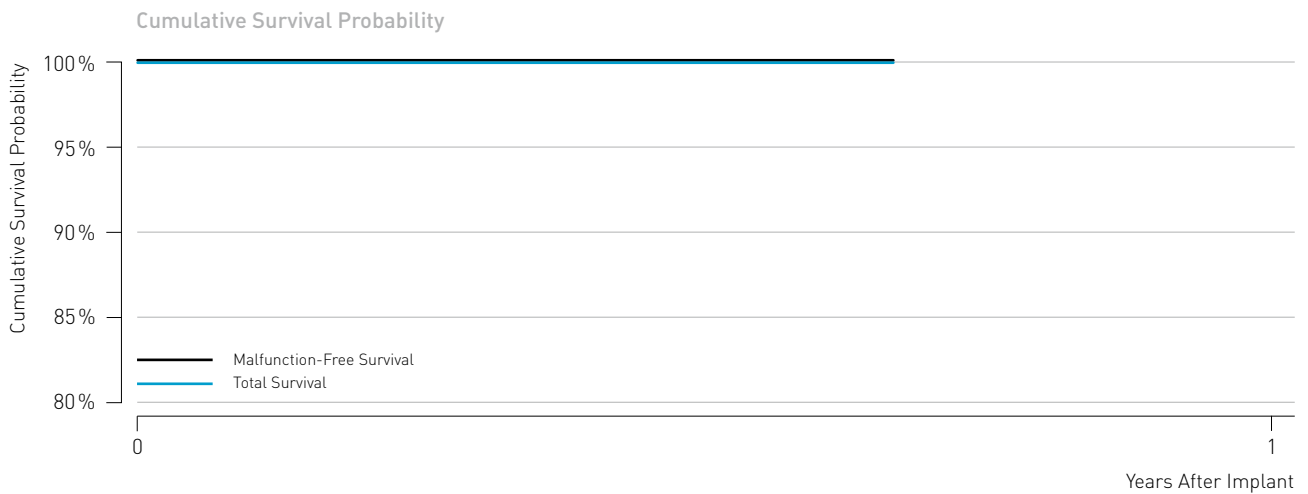 Cumulative Survival Probability
Cumulative Survival Probability
100 %
95 %
90 %
85 %
80 %
Malfunction-Free Survival
Total Survival
0
1
Years After Implant